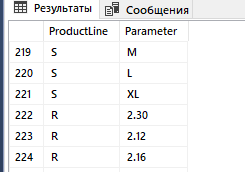 Результаты Сообщения
ProductLine Parameter
219 S M
220 S L
221 S XL
222 R 2.30
223 R 2.12
224 R 2.16